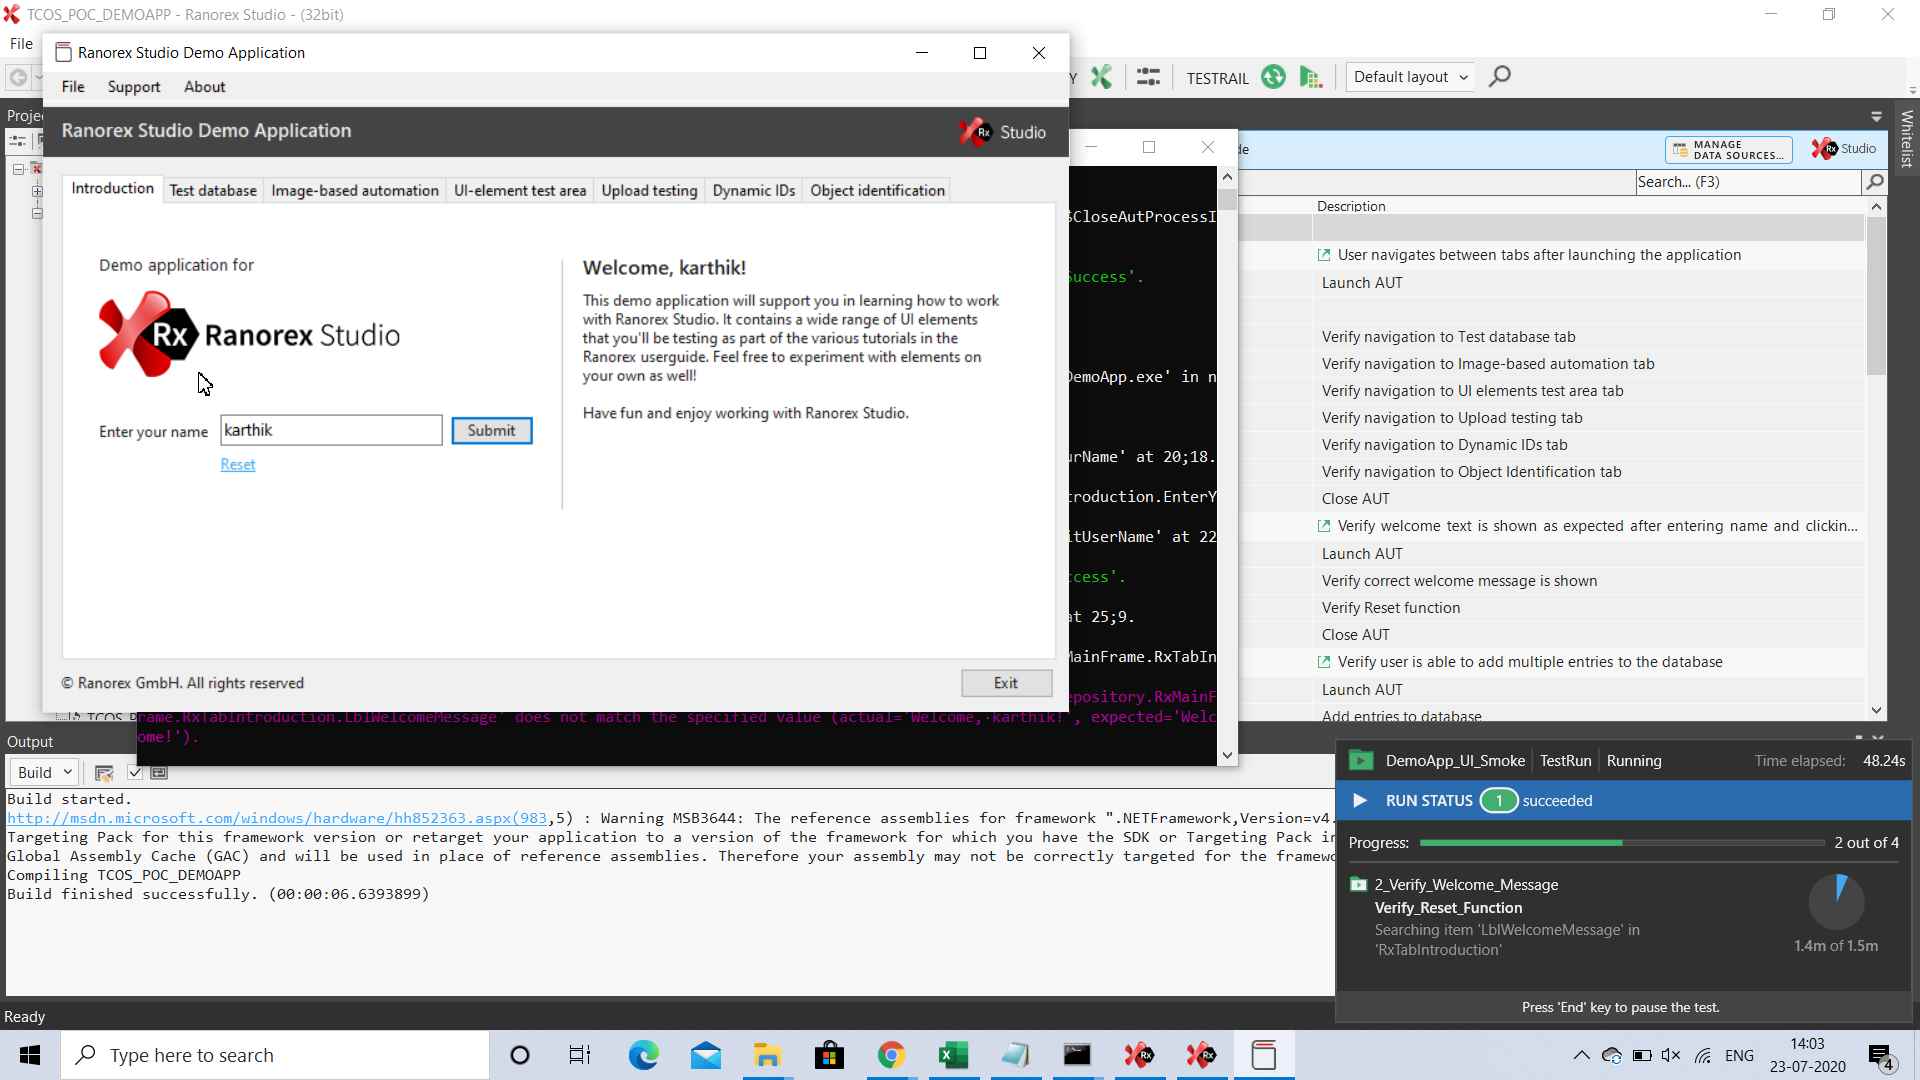 TCOS_POC_DEMOAPP - Ranorex Studio - (32bit)
File
Ranorex Studio Demo Application
File Support About
TESTRAIL
Default layout
Ranorex Studio Demo Application
Rx Studio
Whitelist
MANAGE DATA SOURCES...
Rx Studio
Introduction Test database Image-based automation UI-element test area Upload testing Dynamic IDs Object identification
Search... (F3)
Description
Demo application for
Rx Ranorex Studio
Enter your name karthik Submit
Reset
Welcome, karthik!
This demo application will support you in learning how to work
with Ranorex Studio. It contains a wide range of UI elements
that you'll be testing as part of the various tutorials in the
Ranorex userguide. Feel free to experiment with elements on
your own as well!
Have fun and enjoy working with Ranorex Studio.
© Ranorex GmbH. All rights reserved
Exit
DemoApp.exe' in n
at 20;18.
at 22
at 25;9.
does not match the specified value (actual='Welcome,·karthik!', expected='Welc
ome!').
User navigates between tabs after launching the application
Launch AUT
Verify navigation to Test database tab
Verify navigation to Image-based automation tab
Verify navigation to UI elements test area tab
Verify navigation to Upload testing tab
Verify navigation to Dynamic IDs tab
Verify navigation to Object Identification tab
Close AUT
Verify welcome text is shown as expected after entering name and clickin...
Launch AUT
Verify correct welcome message is shown
Verify Reset function
Close AUT
Verify user is able to add multiple entries to the database
Launch AUT
Add entries to database
Output
Build
Build started.
http://msdn.microsoft.com/windows/hardware/hh852363.aspx(983,5) : Warning MSB3644: The reference assemblies for framework ".NETFramework,Version=v4.
Targeting Pack for this framework version or retarget your application to a version of the framework for which you have the SDK or Targeting Pack in
Global Assembly Cache (GAC) and will be used in place of reference assemblies. Therefore your assembly may not be correctly targeted for the framewo
Compiling TCOS_POC_DEMOAPP
Build finished successfully. (00:00:06.6393899)
DemoApp_UI_Smoke TestRun Running Time elapsed: 48.24s
RUN STATUS 1 succeeded
Progress: 2 out of 4
2_Verify_Welcome_Message
Verify_Reset_Function
Searching item 'LblWelcomeMessage' in
'RxTabIntroduction'
1.4m of 1.5m
Press 'End' key to pause the test.
Ready
Type here to search
ENG
14:03
23-07-2020
4